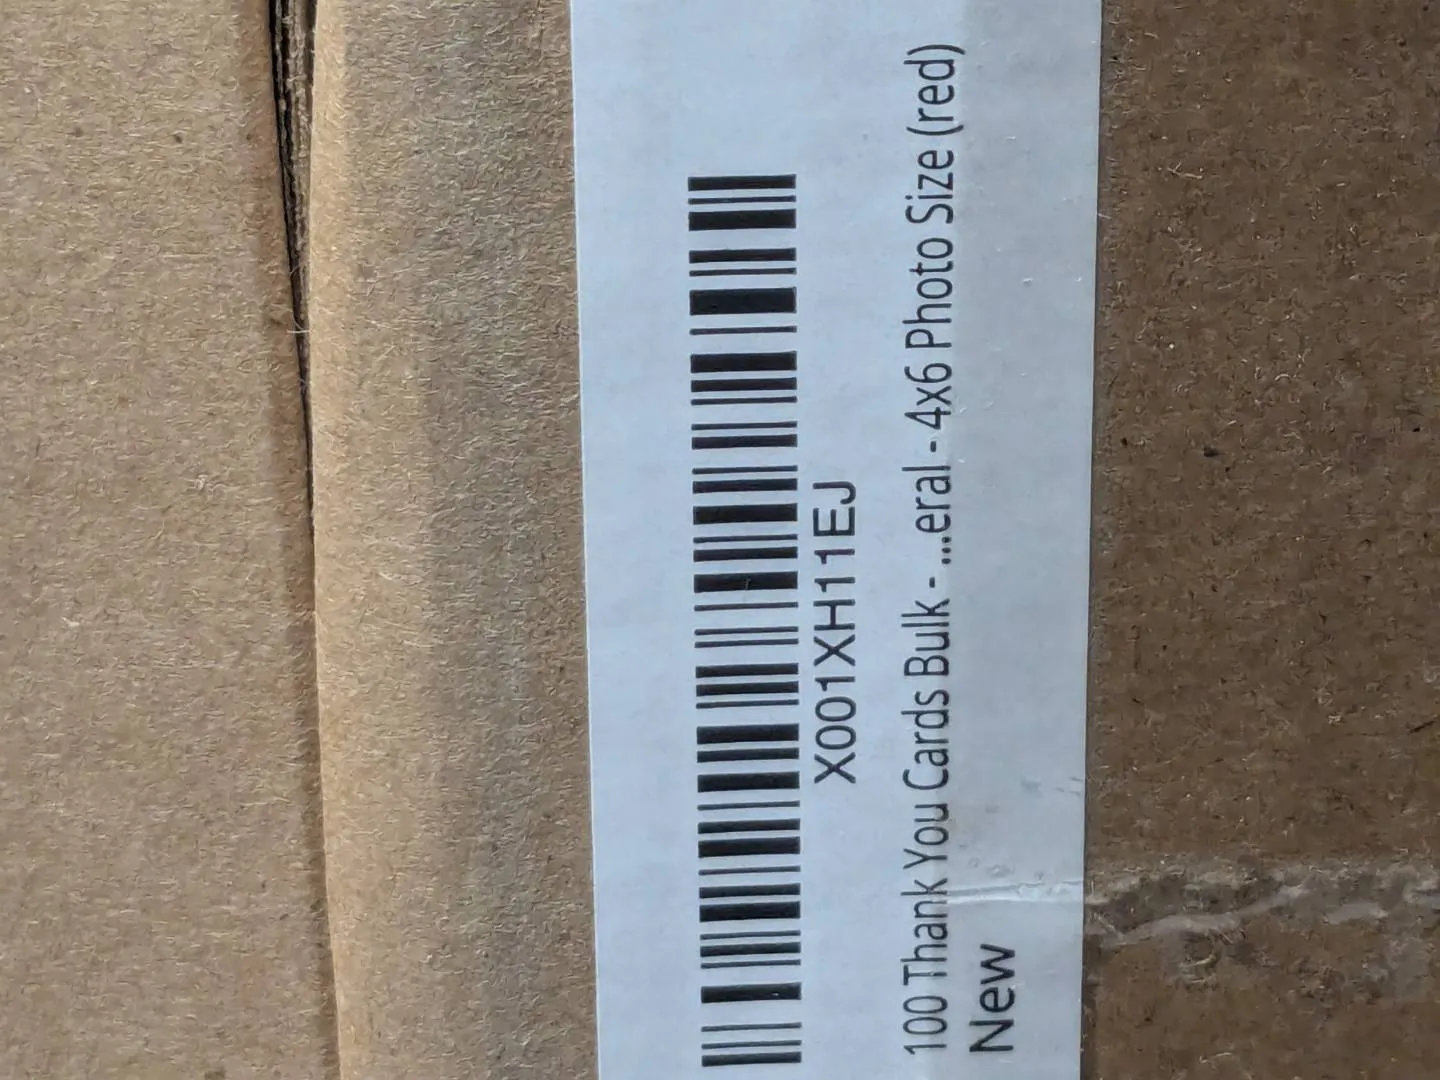 X001XH11EJ
100 Thank You Cards Bulk - ...eral - 4x6 Photo Size (red)
New